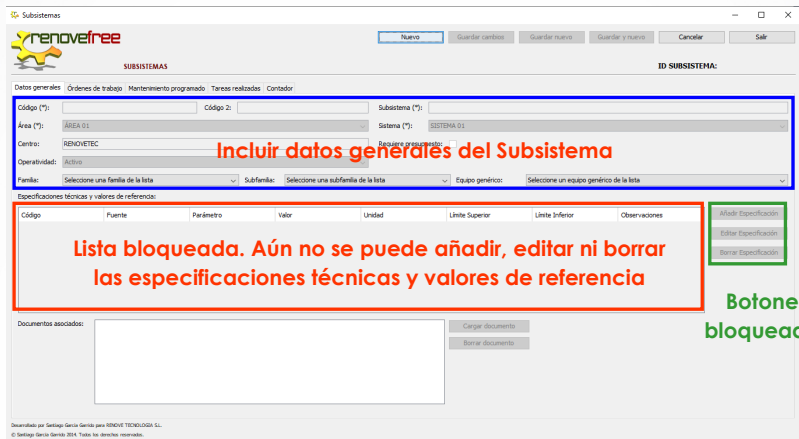 Subsistemas
renovefree
Nuevo Guardar cambios Guardar nuevo Guardar y nuevo Cancelar Salir
SUBSISTEMAS ID SUBSISTEMA:
Datos generales Órdenes de trabajo Mantenimiento programado Tareas realizadas Contador
Código (*): Código 2: Subsistema (*):
Área (*): ÁREA 01 Sistema (*): SISTEMA 01
Centro: RENOVETEC Requiere presupuesto:
Incluir datos generales del Subsistema
Operatividad: Activo
Familia: Seleccione una familia de la lista Subfamilia: Seleccione una subfamilia de la lista Equipo genérico: Seleccione un equipo genérico de la lista
Especificaciones técnicas y valores de referencia:
Código Fuente Parámetro Valor Unidad Límite Superior Límite Inferior Observaciones
Añadir Especificación
Editar Especificación
Borrar Especificación
Lista bloqueada. Aún no se puede añadir, editar ni borrar
las especificaciones técnicas y valores de referencia
Botone
bloquead
Documentos asociados:
Cargar documento
Borrar documento
Desarrollado por Santiago García Garrido para RENOVE TECNOLOGÍA S.L.
© Santiago García Garrido 2014. Todos los derechos reservados.